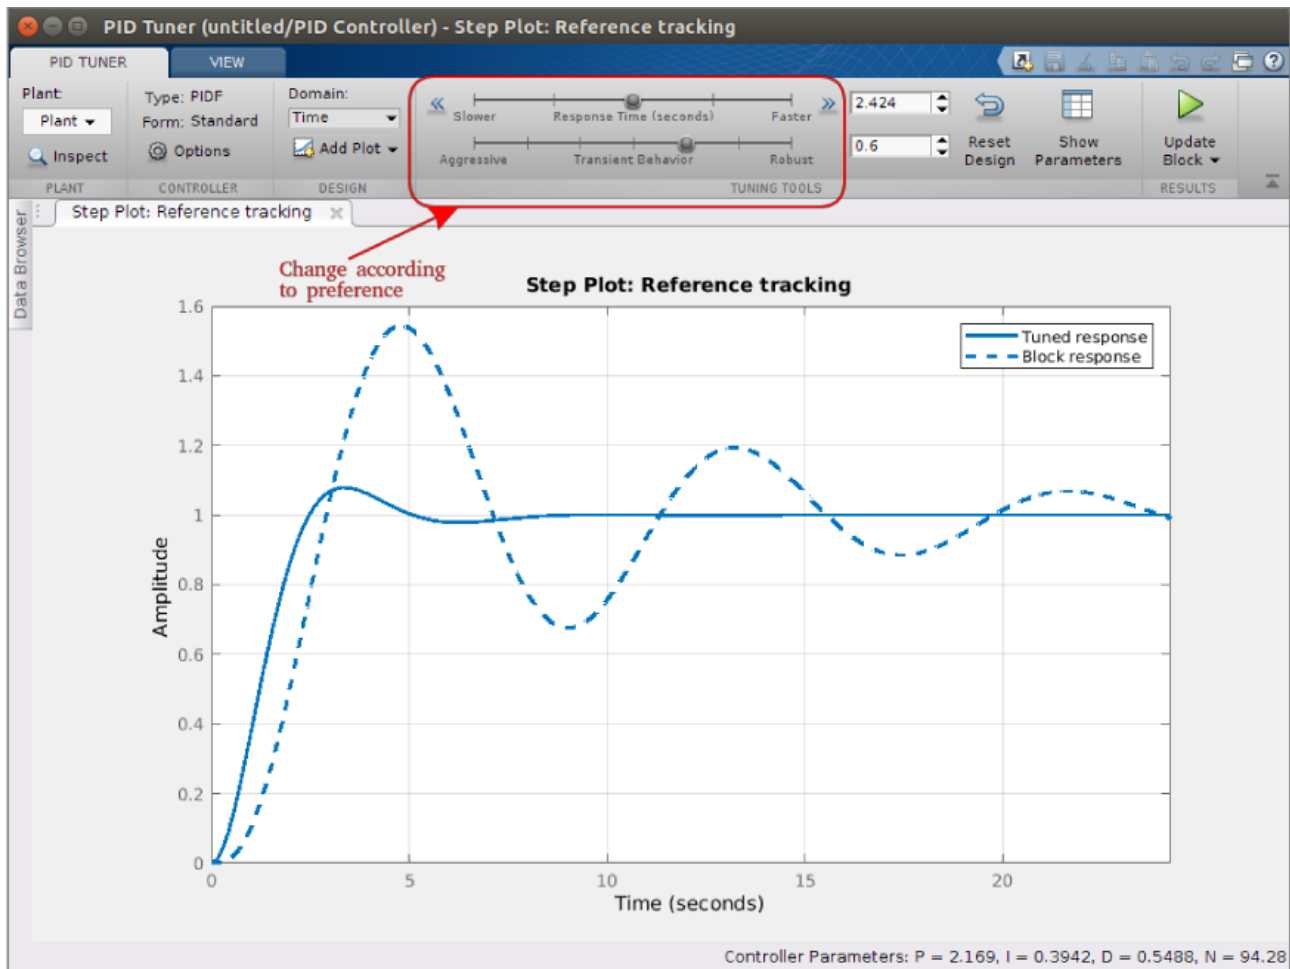 PID Tuner (untitled/PID Controller) - Step Plot: Reference tracking
PID TUNER
VIEW
Plant:
Plant
Inspect
PLANT
Type: PIDF
Form: Standard
Options
CONTROLLER
Domain:
Time
Add Plot
DESIGN
Slower
Response Time (seconds)
Faster
Aggressive
Transient Behavior
Robust
2.424
0.6
TUNING TOOLS
Reset
Design
Show
Parameters
Update
Block
RESULTS
Data Browser
Step Plot: Reference tracking
Change according
to preference
Step Plot: Reference tracking
Tuned response
Block response
1.6
1.4
1.2
1
0.8
0.6
0.4
0.2
0
Amplitude
0
5
10
15
20
Time (seconds)
Controller Parameters: P = 2.169, I = 0.3942, D = 0.5488, N = 94.28